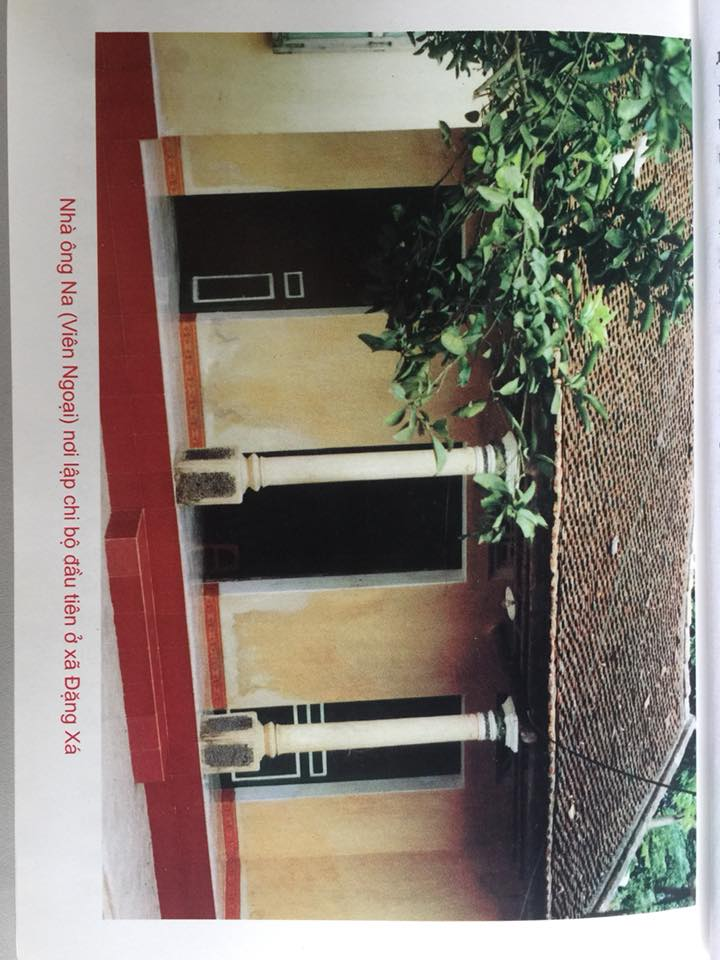 Nhà ông Na (Viên Ngoại) nơi lập chi bộ đầu tiên ở xã Đặng Xá